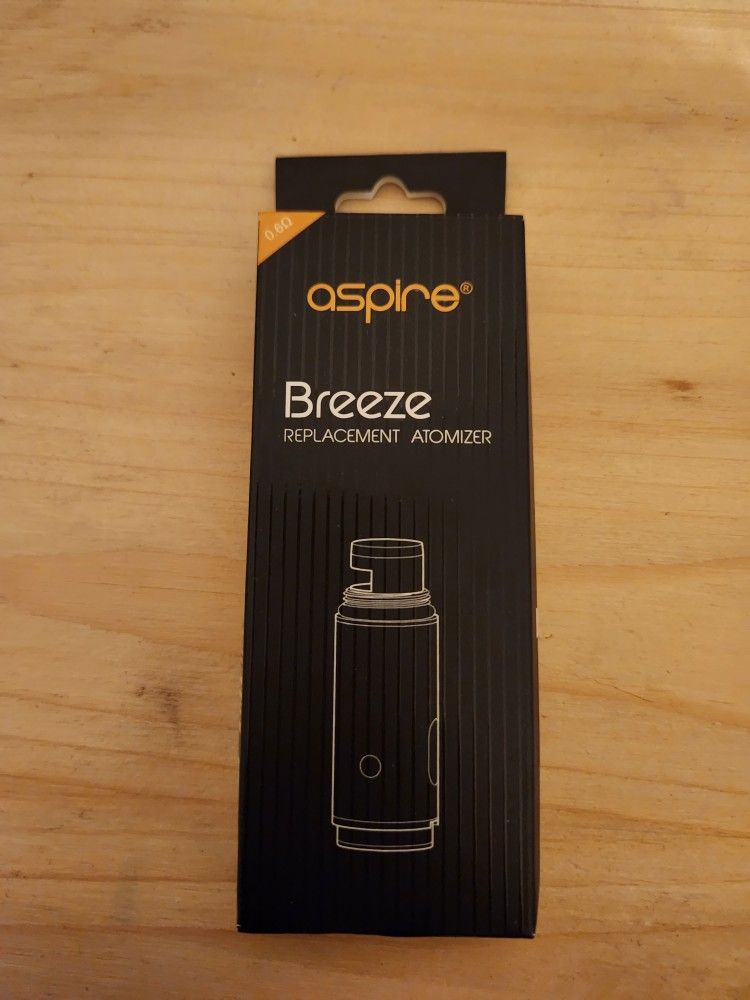 0.6Ω
aspire®
Breeze
REPLACEMENT ATOMIZER